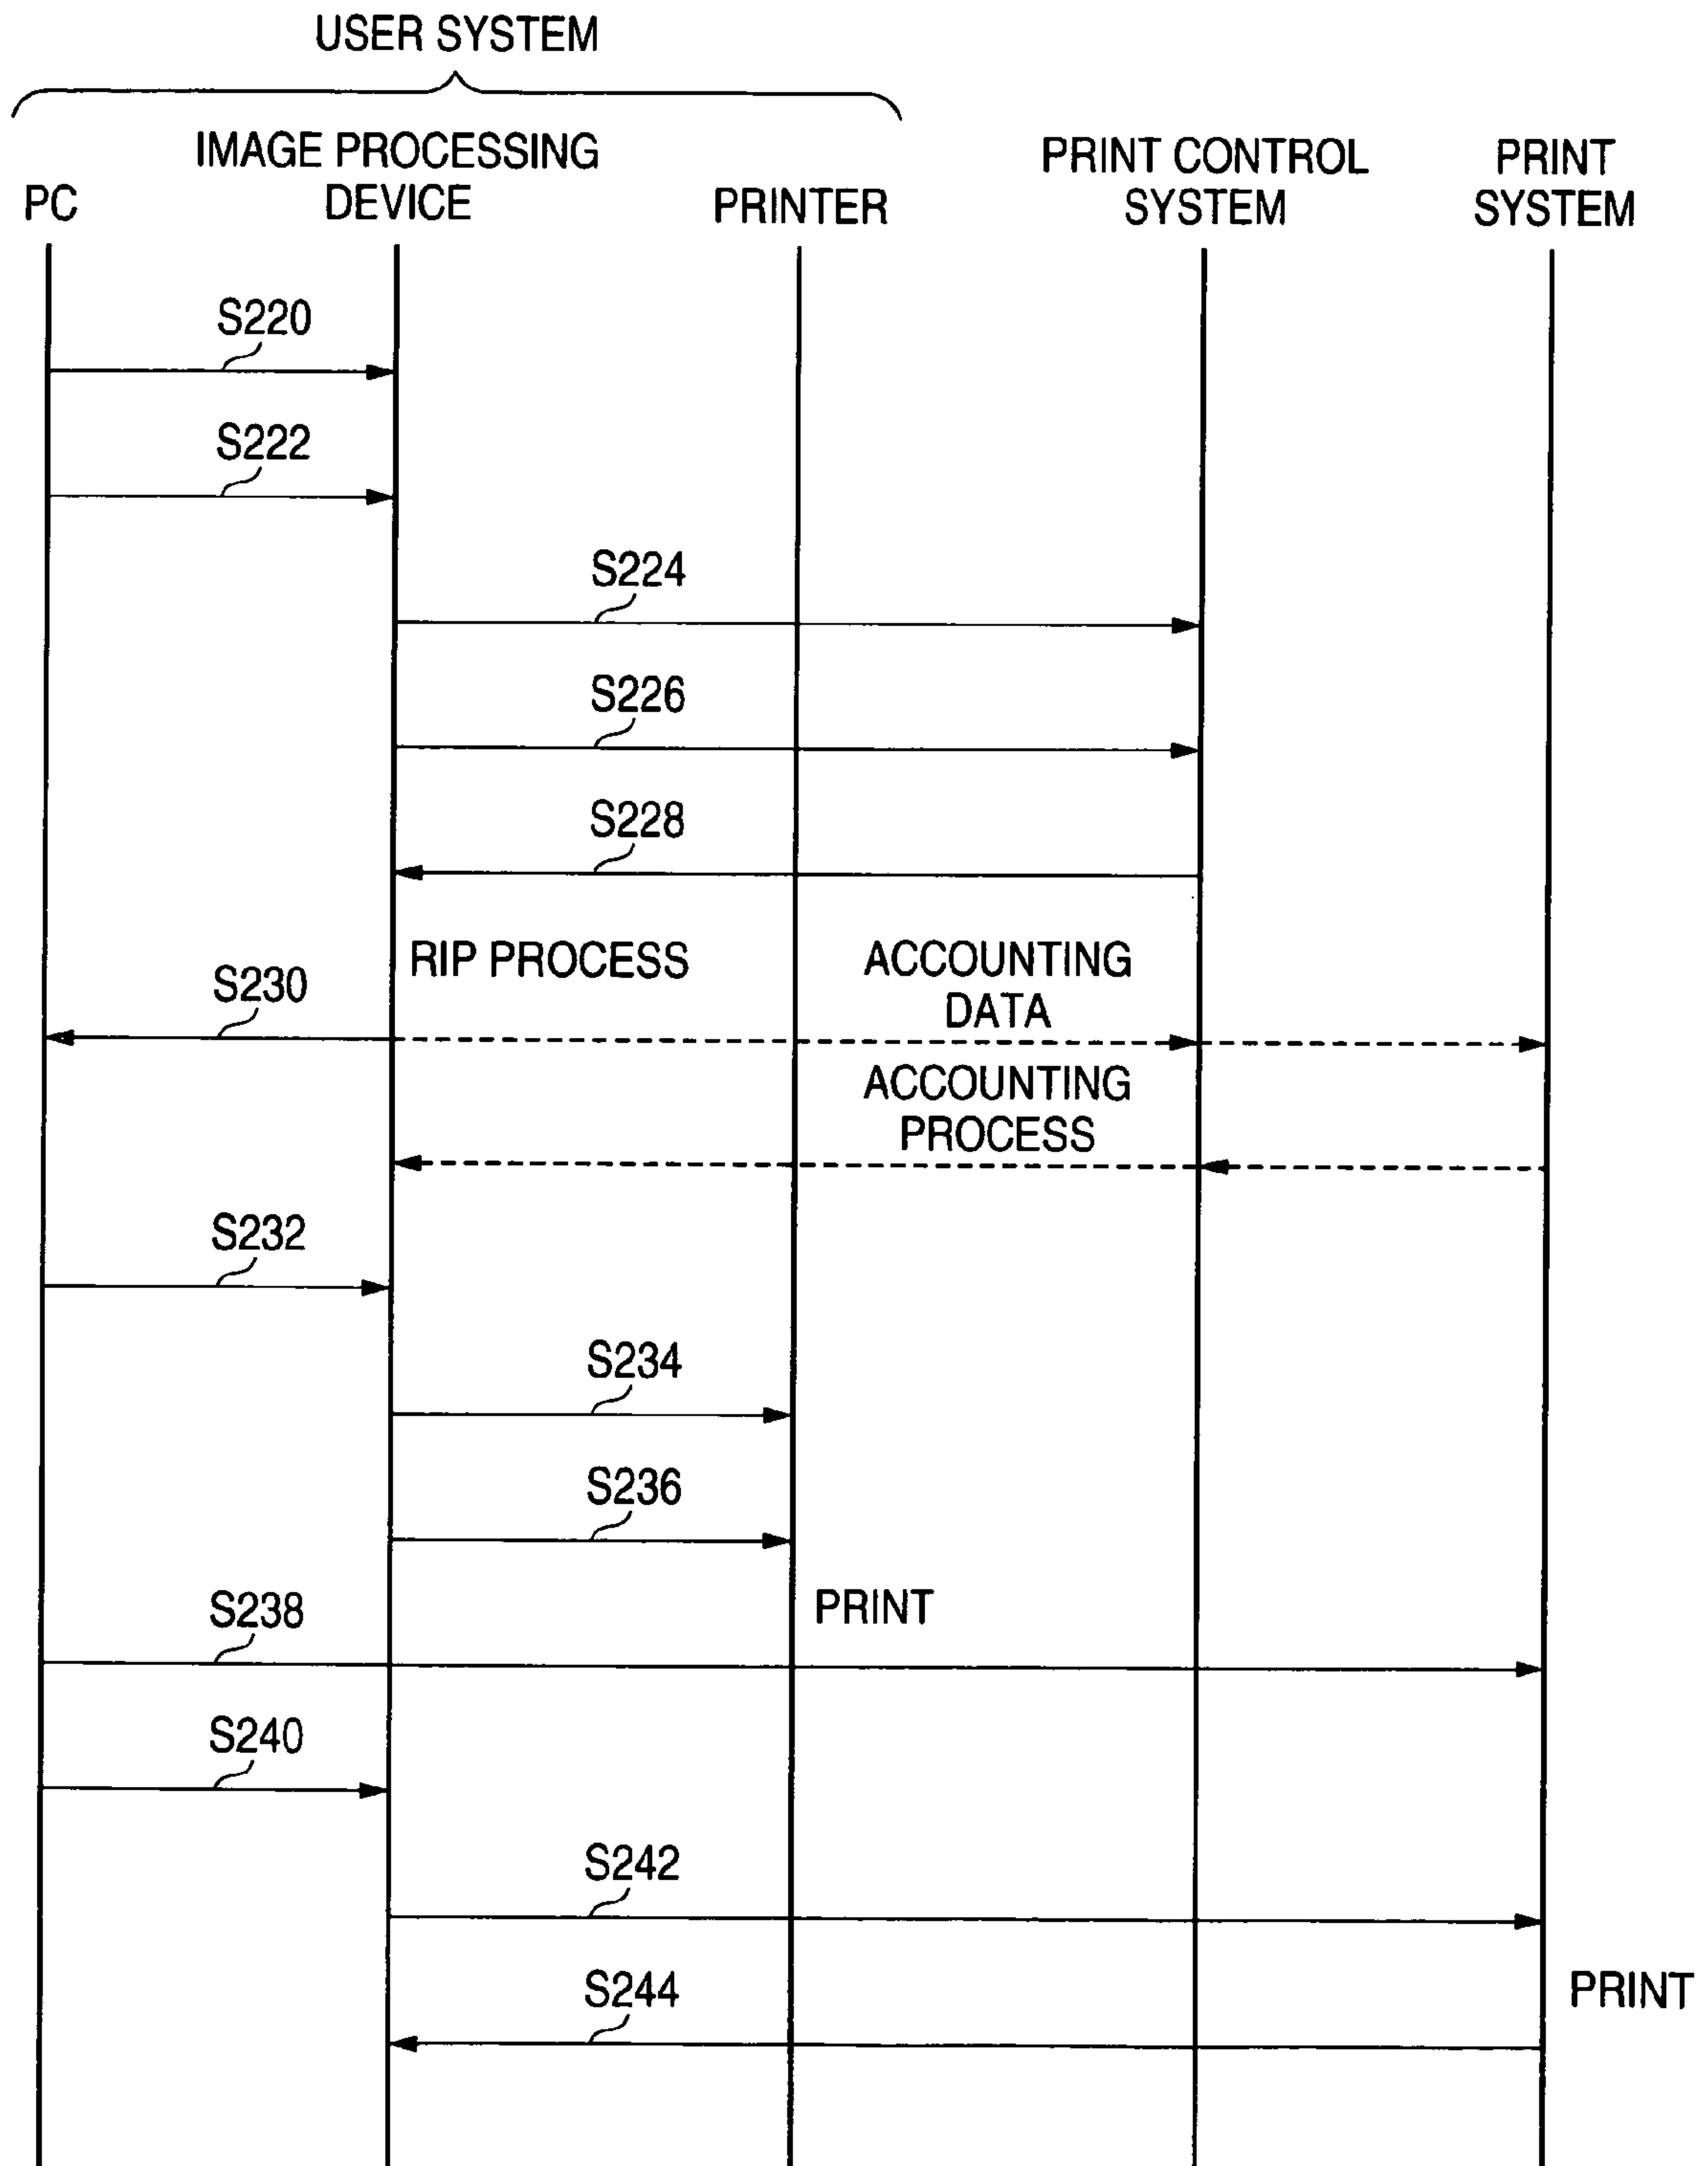 USER SYSTEM
IMAGE PROCESSING
DEVICE
PC
PRINTER
PRINT CONTROL
SYSTEM
PRINT
SYSTEM
S220
S222
S224
S226
S228
RIP PROCESS
ACCOUNTING
DATA
S230
ACCOUNTING
PROCESS
S232
S234
S236
PRINT
S238
S240
S242
S244
PRINT